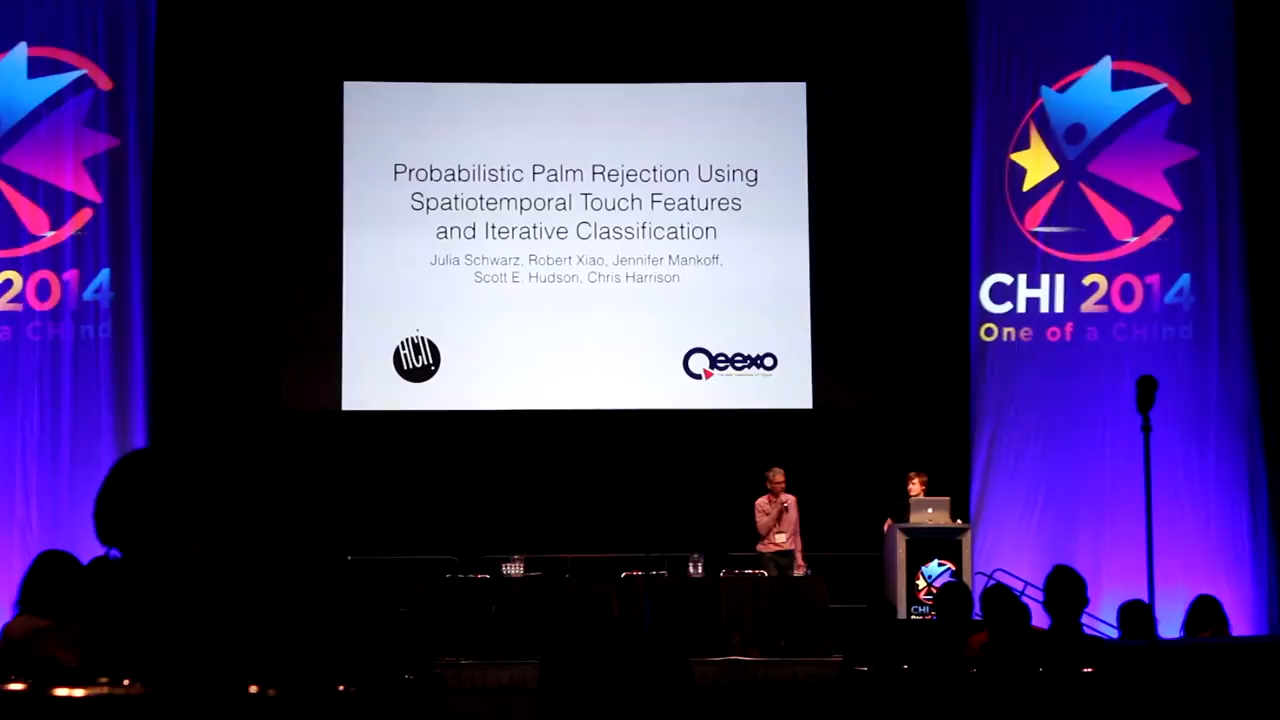 Probabilistic Palm Rejection Using
Spatiotemporal Touch Features
and Iterative Classification
Julia Schwarz, Robert Xiao, Jennifer Mankoff,
Scott E. Hudson, Chris Harrison
HCII
Qeexo
2014
a CHInd
CHI 2014
One of a CHInd
CHI